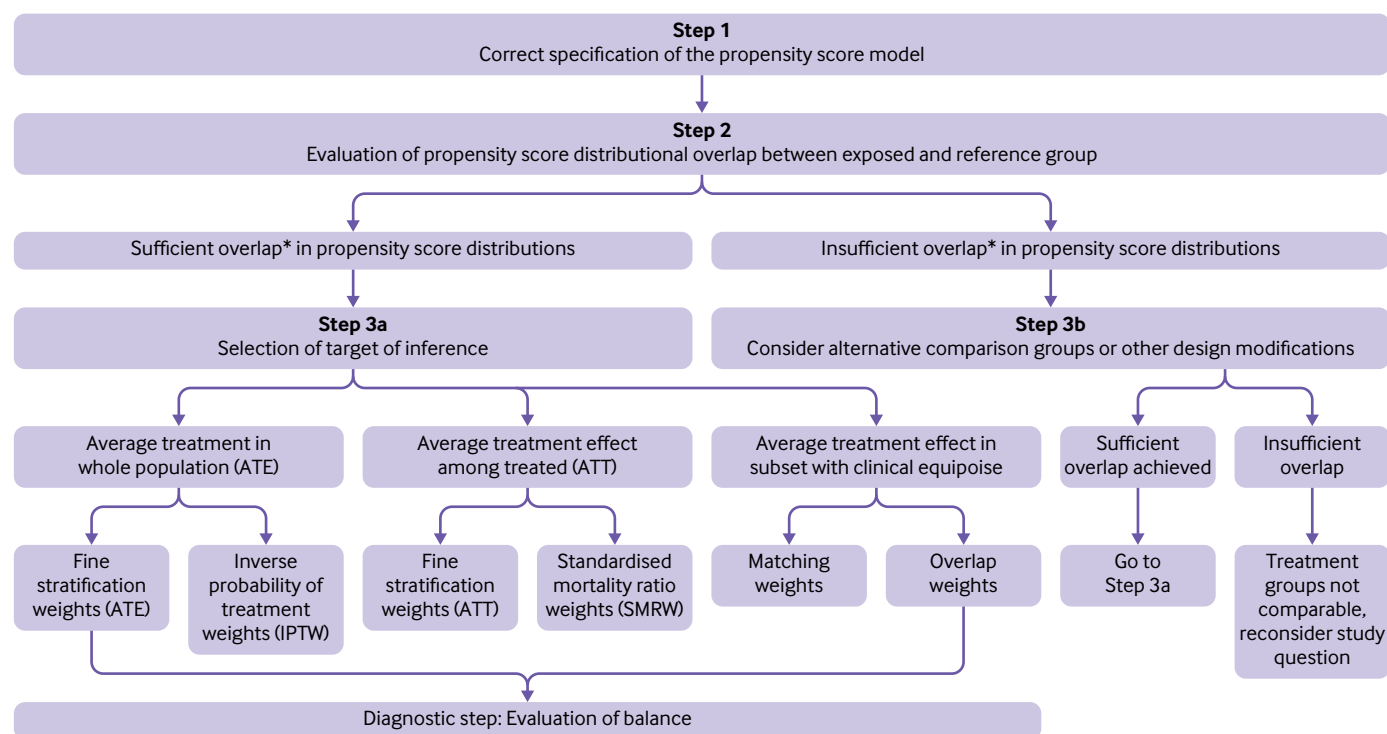 Step 1
Correct specification of the propensity score model
Step 2
Evaluation of propensity score distributional overlap between exposed and reference group
Sufficient overlap* in propensity score distributions
Insufficient overlap* in propensity score distributions
Step 3a
Selection of target of inference
Step 3b
Consider alternative comparison groups or other design modifications
Average treatment in
whole population (ATE)
Average treatment effect
among treated (ATT)
Average treatment effect in
subset with clinical equipoise
Sufficient
overlap achieved
Insufficient
overlap
Fine
stratification
weights (ATE)
Inverse
probability of
treatment
weights (IPTW)
Fine
stratification
weights (ATT)
Standardised
mortality ratio
weights (SMRW)
Matching
weights
Overlap
weights
Go to
Step 3a
Treatment
groups not
comparable,
reconsider study
question
Diagnostic step: Evaluation of balance